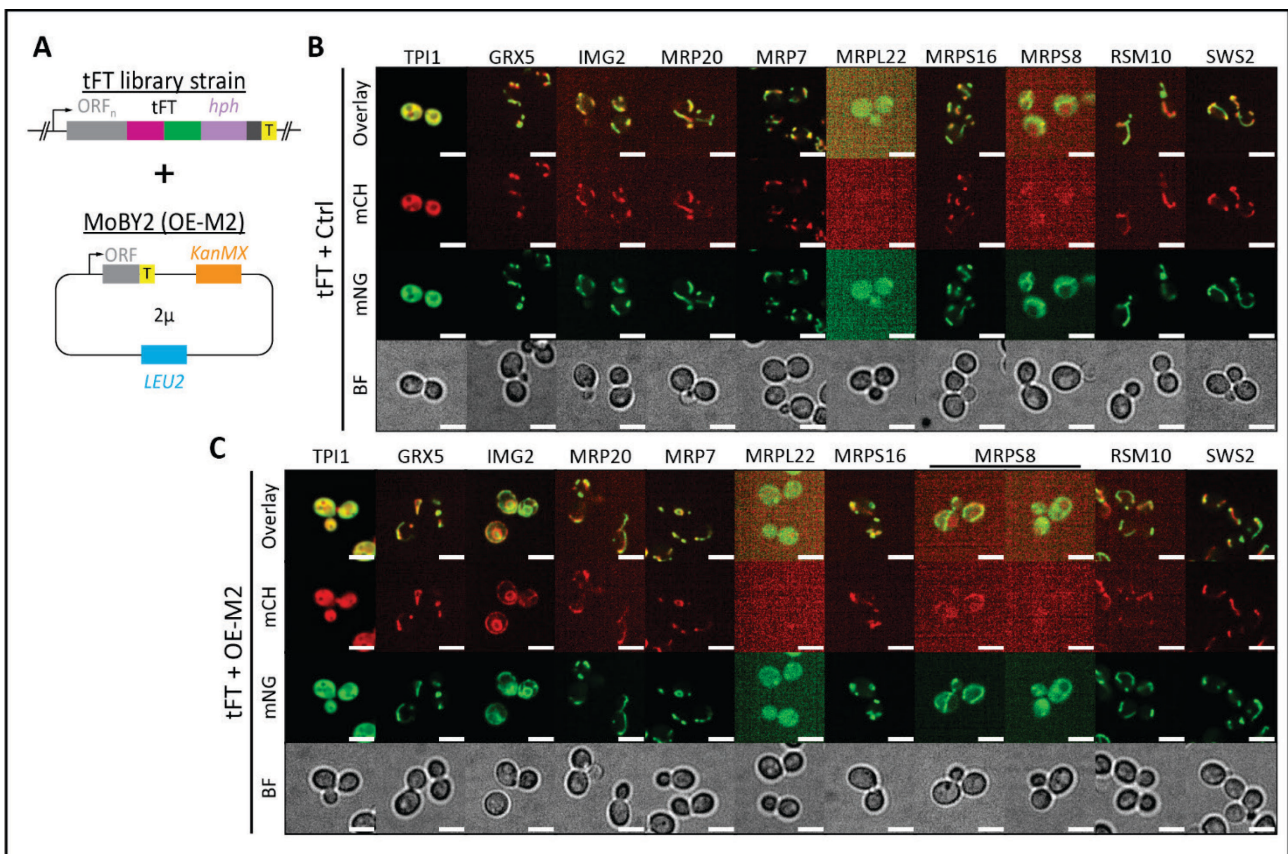 A
tFT library strain
ORFn tFT hph
T
+
MoBY2 (OE-M2)
ORF KanMX
T
2μ
LEU2
B
TPI1 GRX5 IMG2 MRP20 MRP7 MRPL22 MRPS16 MRPS8 RSM10 SWS2
tFT + Ctrl
Overlay
mCH
mNG
BF
C
TPI1 GRX5 IMG2 MRP20 MRP7 MRPL22 MRPS16 MRPS8 RSM10 SWS2
tFT + OE-M2
Overlay
mCH
mNG
BF